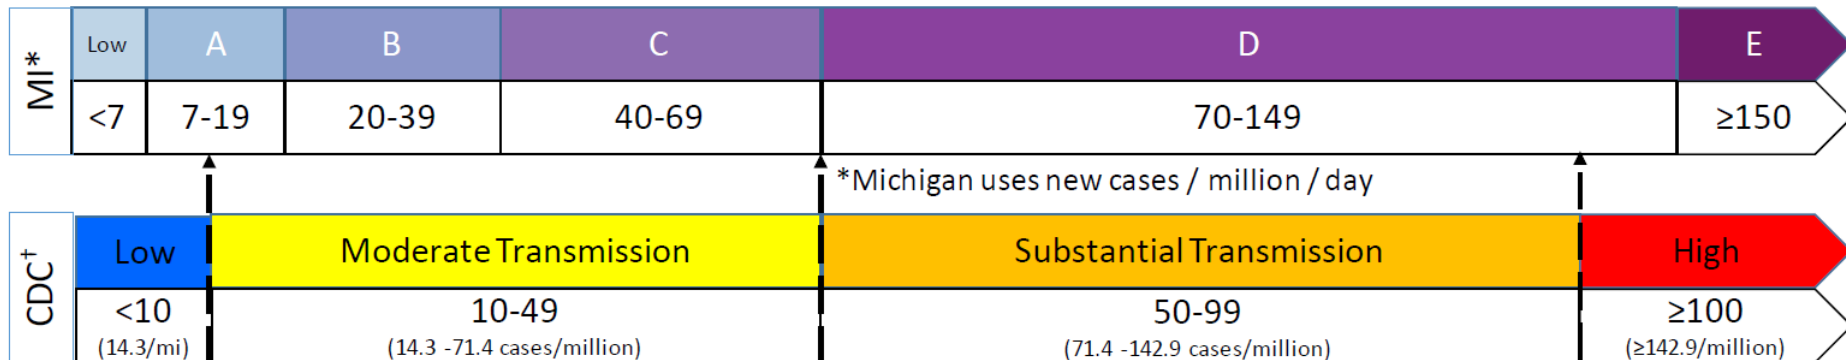 MI*
Low A B C D E
<7 7-19 20-39 40-69 70-149 ≥150
*Michigan uses new cases / million / day
CDC†
Low Moderate Transmission Substantial Transmission High
<10 10-49 50-99 ≥100
(14.3/mi) (14.3 -71.4 cases/million) (71.4 -142.9 cases/million) (≥142.9/million)